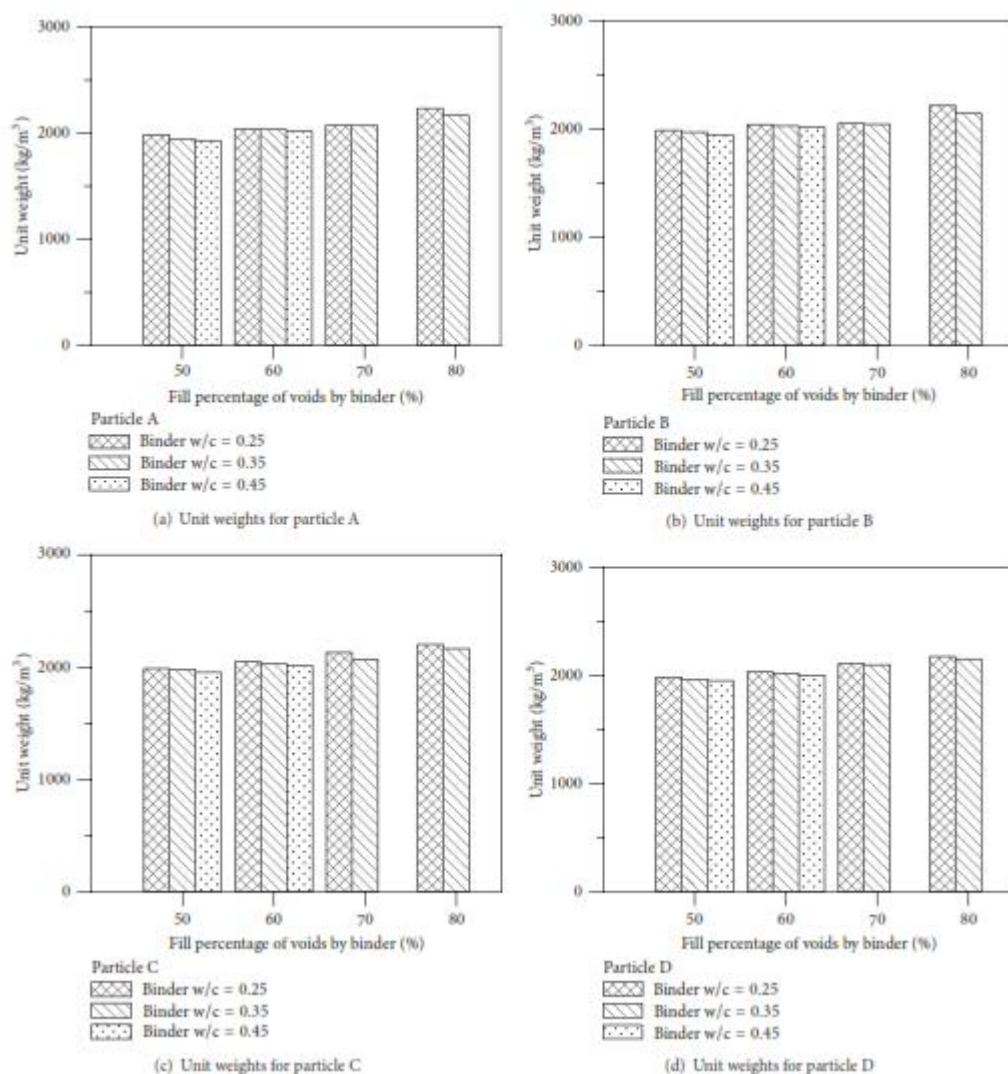 3000
2000
1000
0
Unit weight (kg/m³)
50 60 70 80
Fill percentage of voids by binder (%)
Particle A
Binder w/c = 0.25
Binder w/c = 0.35
Binder w/c = 0.45
(a) Unit weights for particle A
3000
2000
1000
0
Unit weight (kg/m³)
50 60 70 80
Fill percentage of voids by binder (%)
Particle B
Binder w/c = 0.25
Binder w/c = 0.35
Binder w/c = 0.45
(b) Unit weights for particle B
3000
2000
1000
0
Unit weight (kg/m³)
50 60 70 80
Fill percentage of voids by binder (%)
Particle C
Binder w/c = 0.25
Binder w/c = 0.35
Binder w/c = 0.45
(c) Unit weights for particle C
3000
2000
1000
0
Unit weight (kg/m³)
50 60 70 80
Fill percentage of voids by binder (%)
Particle D
Binder w/c = 0.25
Binder w/c = 0.35
Binder w/c = 0.45
(d) Unit weights for particle D